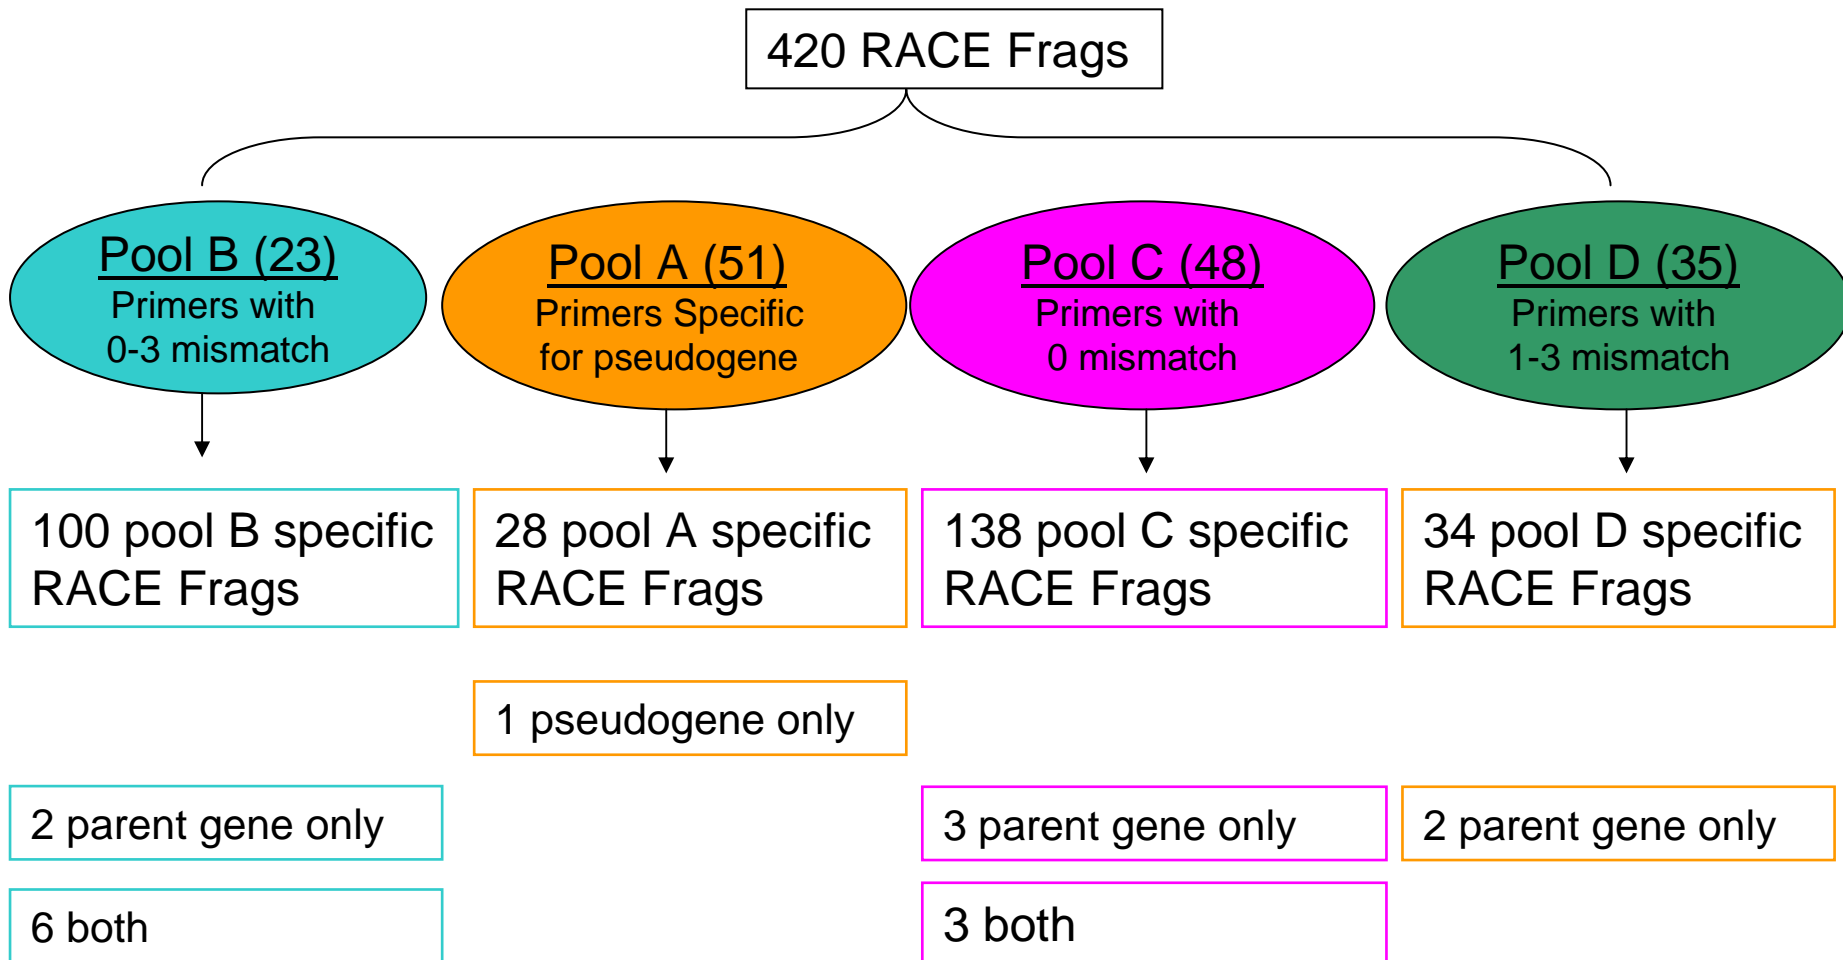 420 RACE Frags
Pool B (23)
Primers with
0-3 mismatch
Pool A (51)
Primers Specific
for pseudogene
Pool C (48)
Primers with
0 mismatch
Pool D (35)
Primers with
1-3 mismatch
100 pool B specific
RACE Frags
28 pool A specific
RACE Frags
138 pool C specific
RACE Frags
34 pool D specific
RACE Frags
1 pseudogene only
2 parent gene only
3 parent gene only
2 parent gene only
6 both
3 both